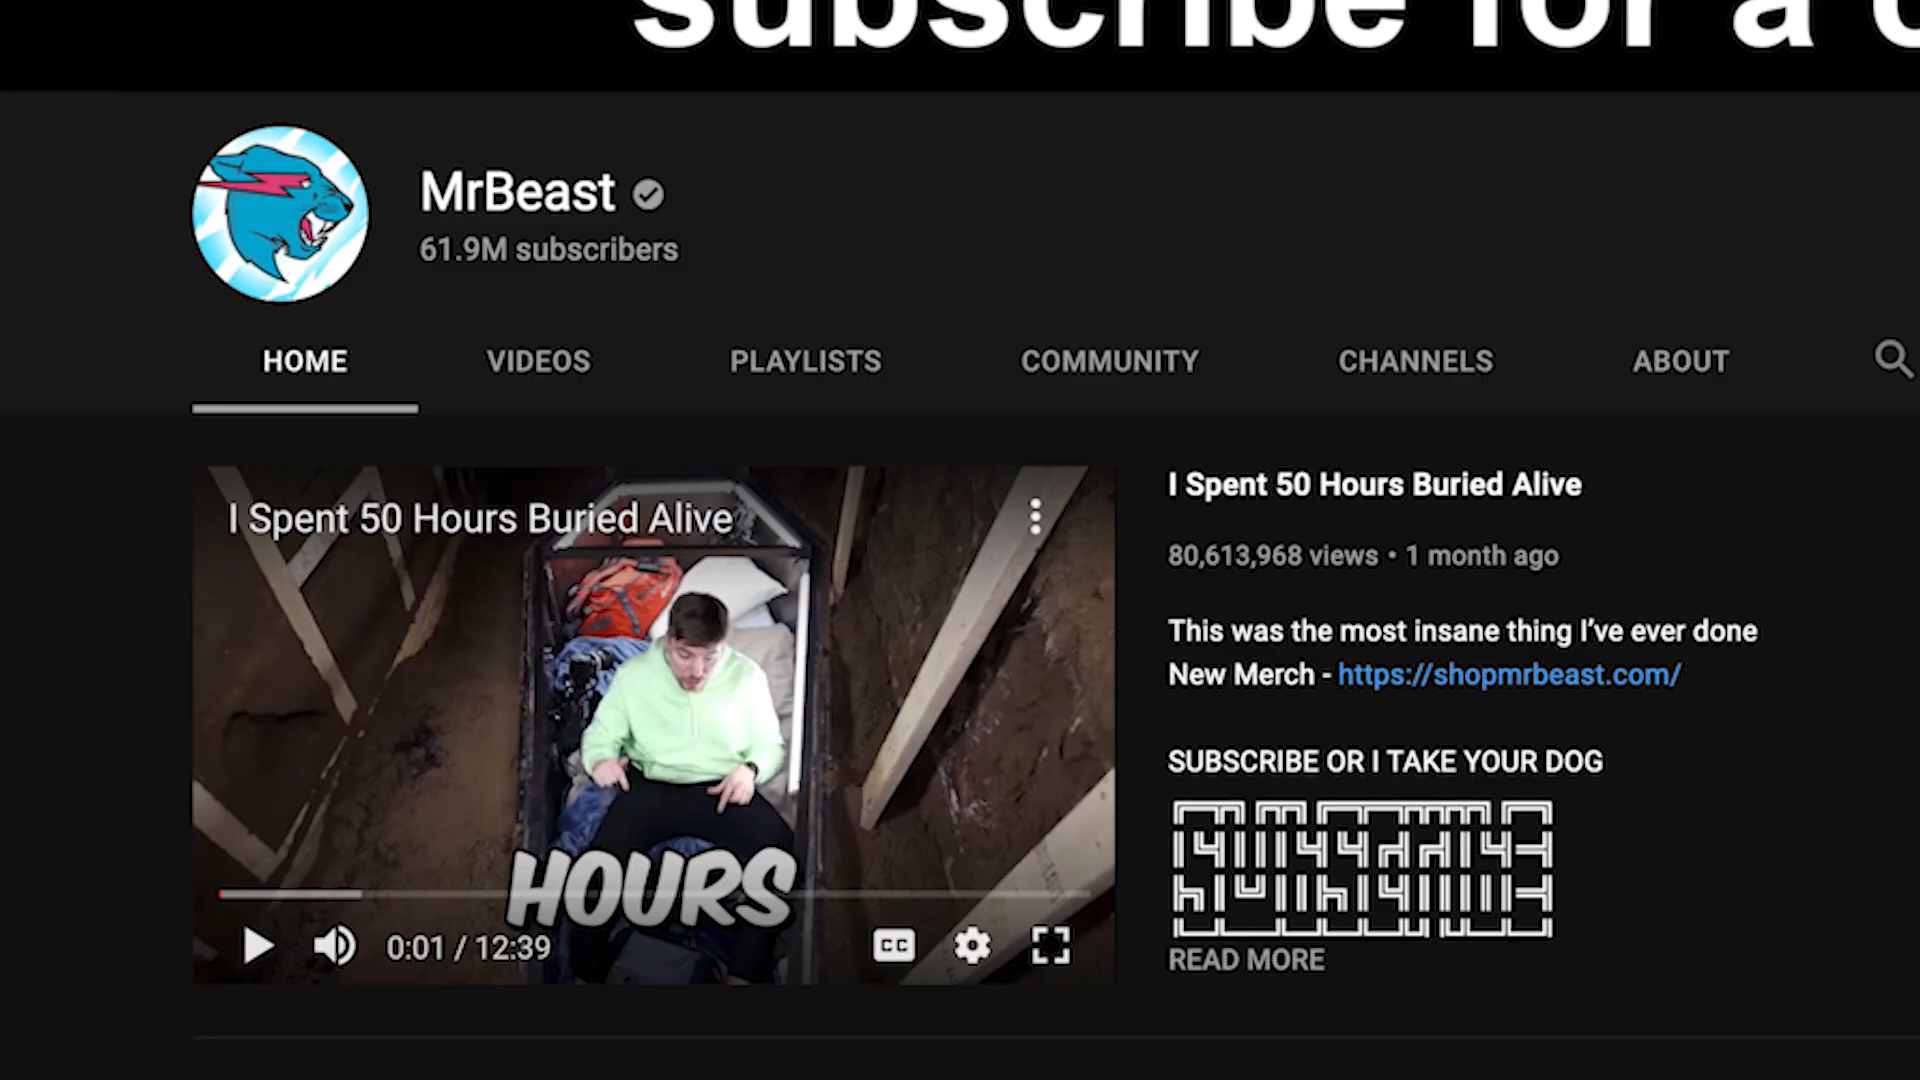 subscribe for a
MrBeast
61.9M subscribers
HOME VIDEOS PLAYLISTS COMMUNITY CHANNELS ABOUT
I Spent 50 Hours Buried Alive
HOURS
0:01 / 12:39
CC
I Spent 50 Hours Buried Alive
80,613,968 views • 1 month ago
This was the most insane thing I’ve ever done
New Merch - https://shopmrbeast.com/
SUBSCRIBE OR I TAKE YOUR DOG
READ MORE